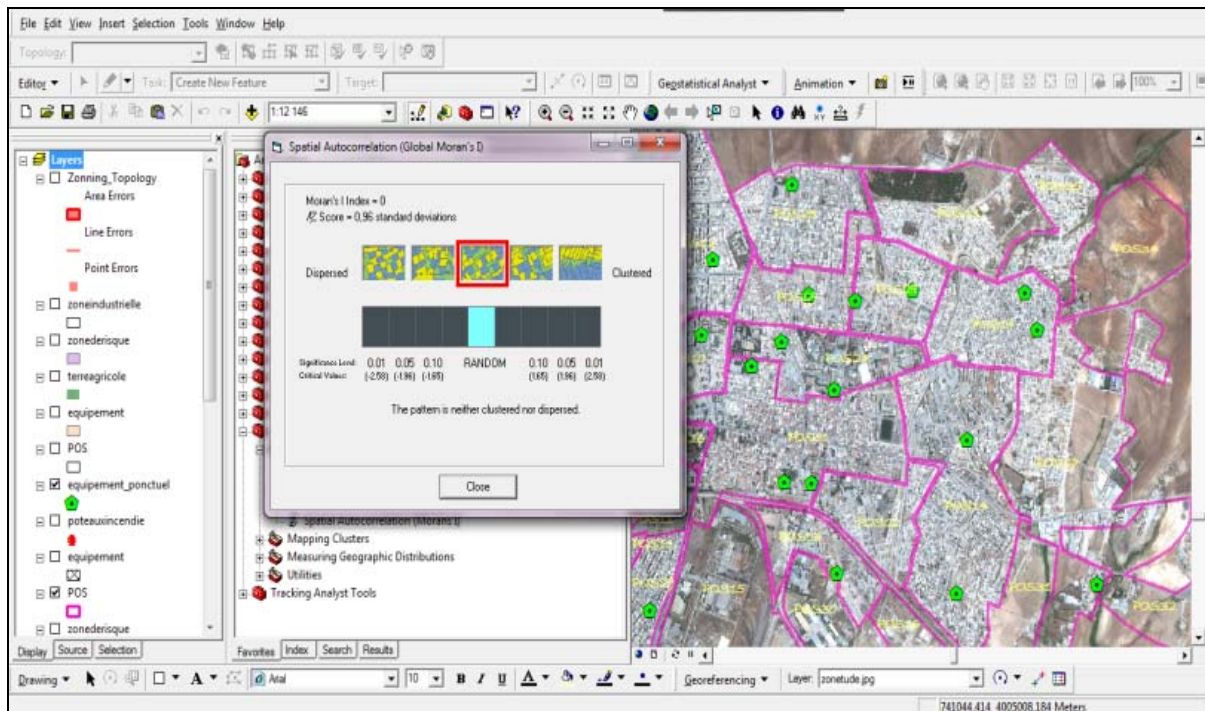 File Edit View Insert Selection Tools Window Help
Topology:
Editor Task: Create New Feature Target: Geostatistical Analyst Animation 100%
1:12 146
Layers
Zonning_Topology
Area Errors
Line Errors
Point Errors
zoneindustrielle
zonederisque
terreagricole
equipement
POS
equipement_ponctuel
poteauxincendie
equipement
POS
zonederisque
Display Source Selection
Spatial Autocorrelation (Global Moran's I)
Moran's I Index = 0
Z Score = 0,96 standard deviations
Dispersed Clustered
Significance Level: 0.01 0.05 0.10 RANDOM 0.10 0.05 0.01
Critical Values: (-2.58) (-1.96) (-1.65) (1.65) (1.96) (2.58)
The pattern is neither clustered nor dispersed.
Close
Spatial Autocorrelation (Morans I)
Mapping Clusters
Measuring Geographic Distributions
Utilities
Tracking Analyst Tools
Favorites Index Search Results
Drawing A Arial 10 B I U A Georeferencing Layer: zonetude.jpg
741044,414 4005008,184 Meters